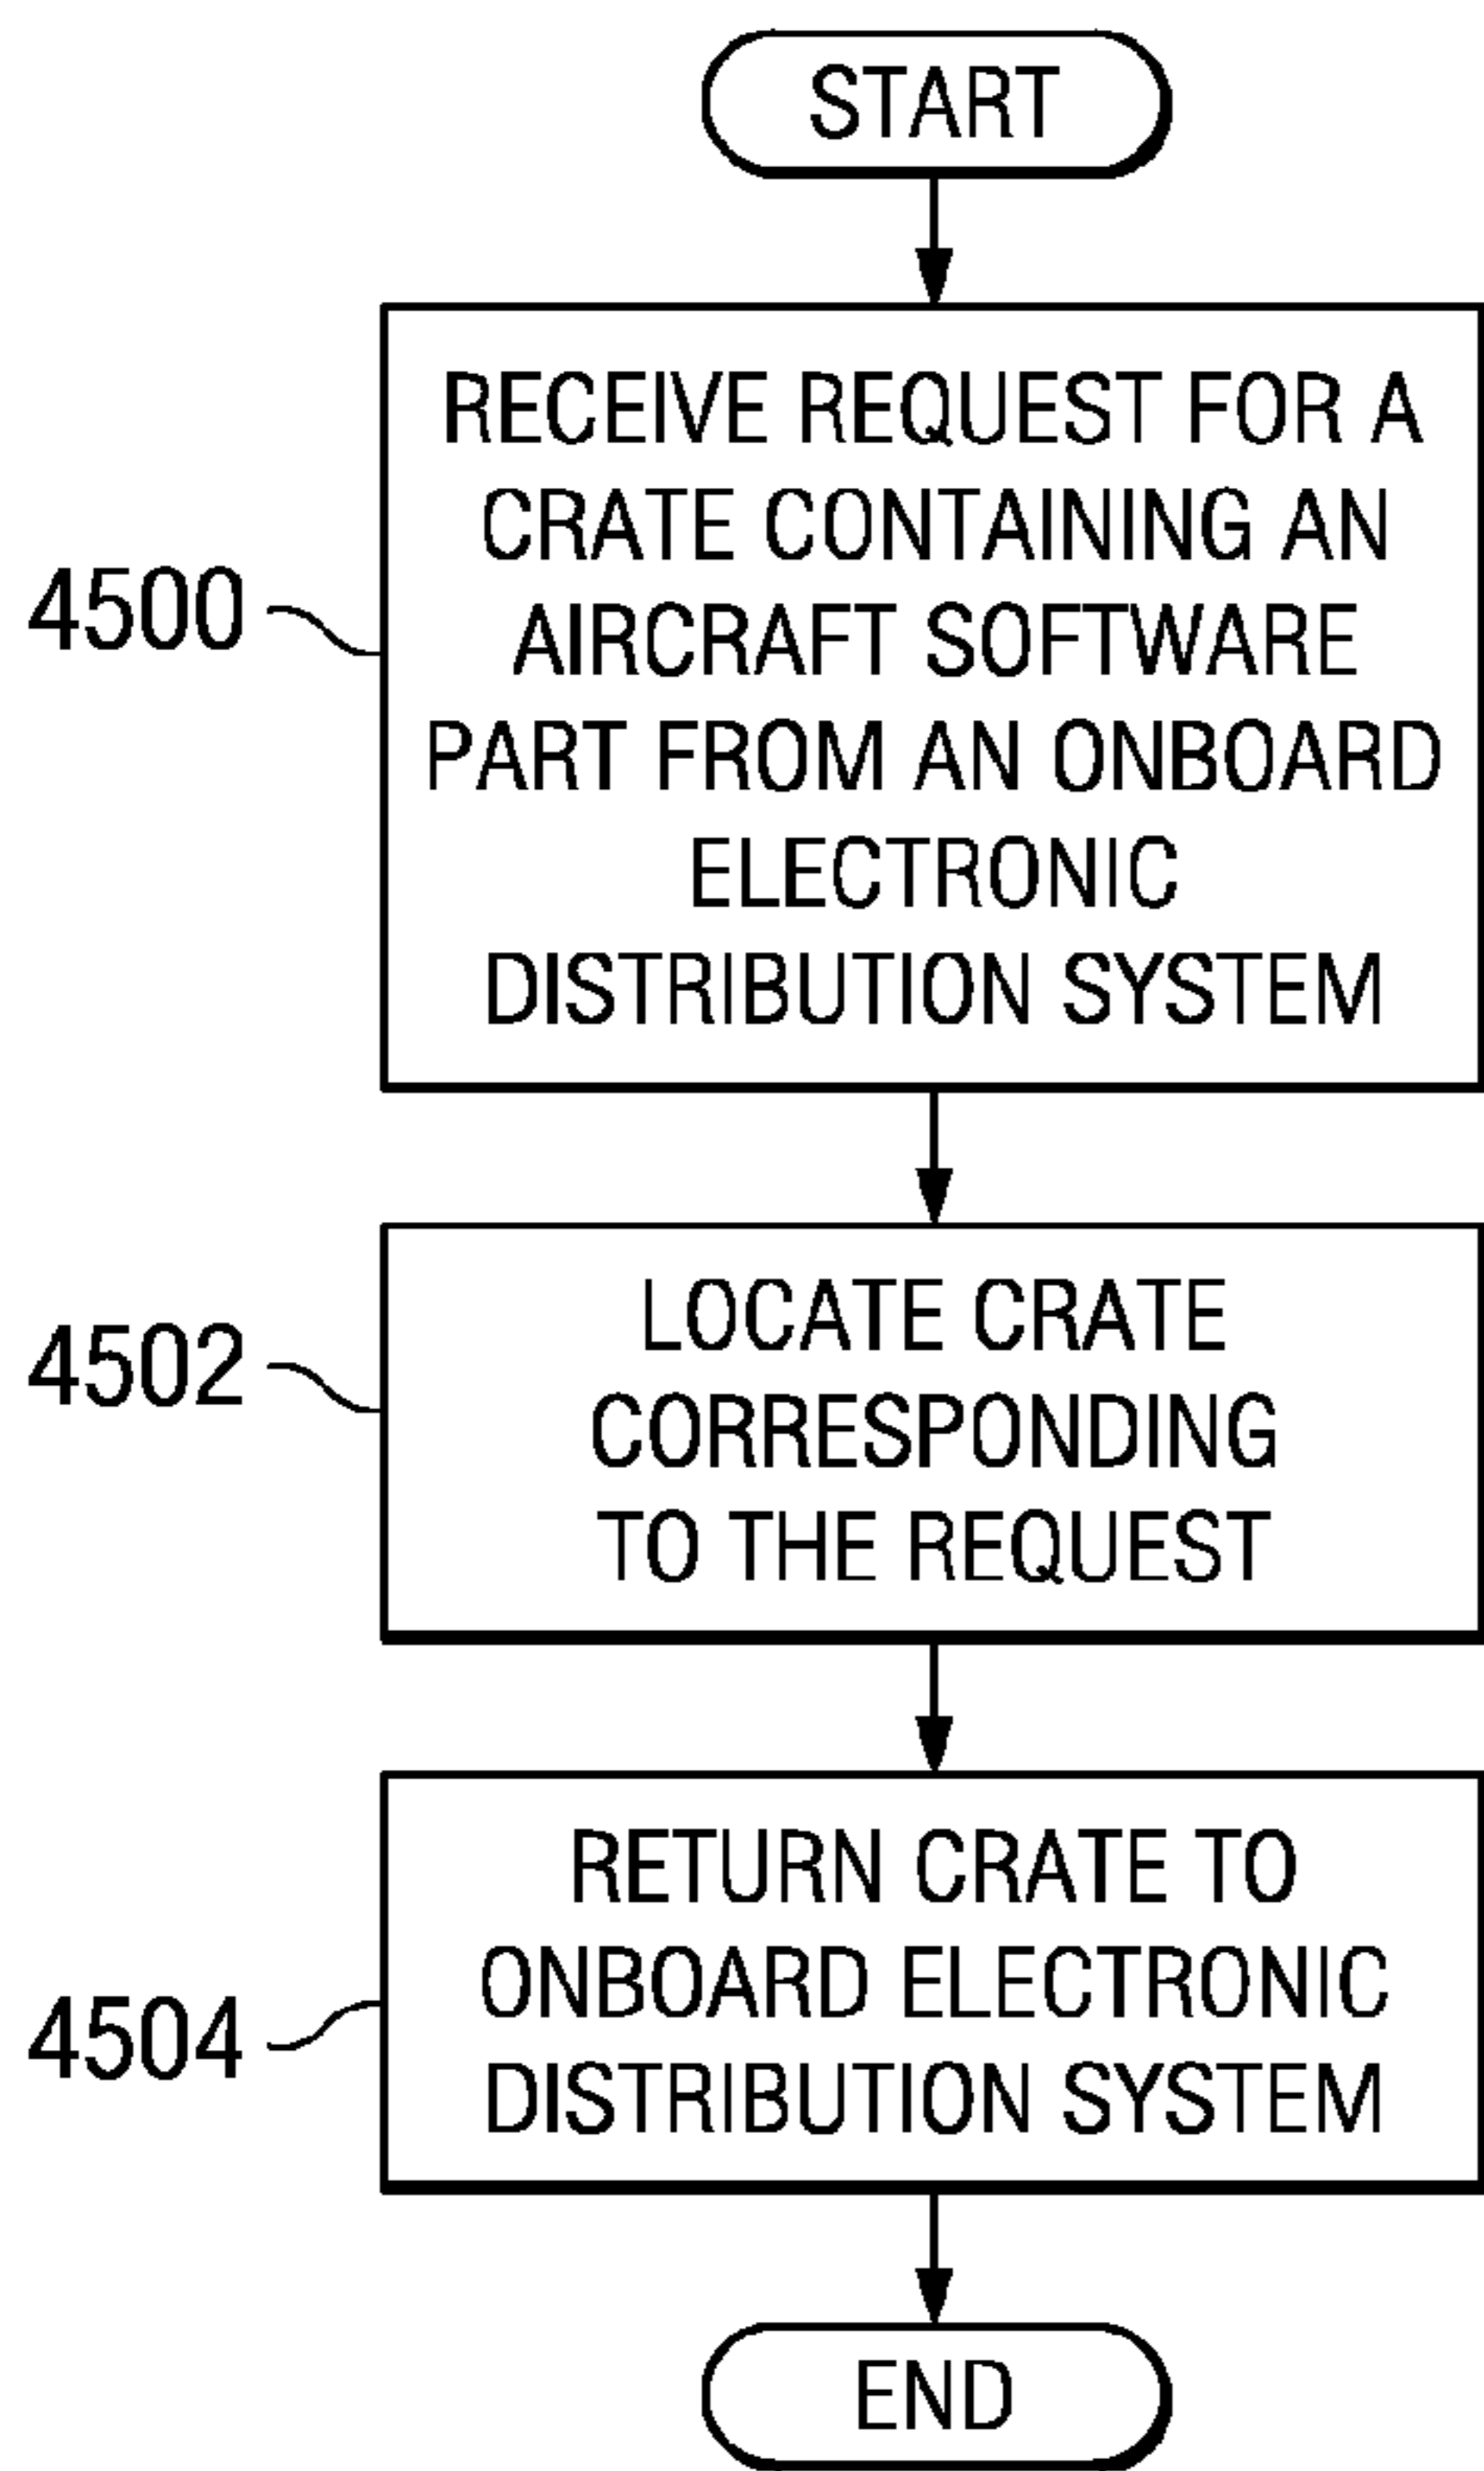 START
RECEIVE REQUEST FOR A
CRATE CONTAINING AN
AIRCRAFT SOFTWARE
PART FROM AN ONBOARD
ELECTRONIC
DISTRIBUTION SYSTEM
4500
LOCATE CRATE
CORRESPONDING
TO THE REQUEST
4502
RETURN CRATE TO
ONBOARD ELECTRONIC
DISTRIBUTION SYSTEM
4504
END